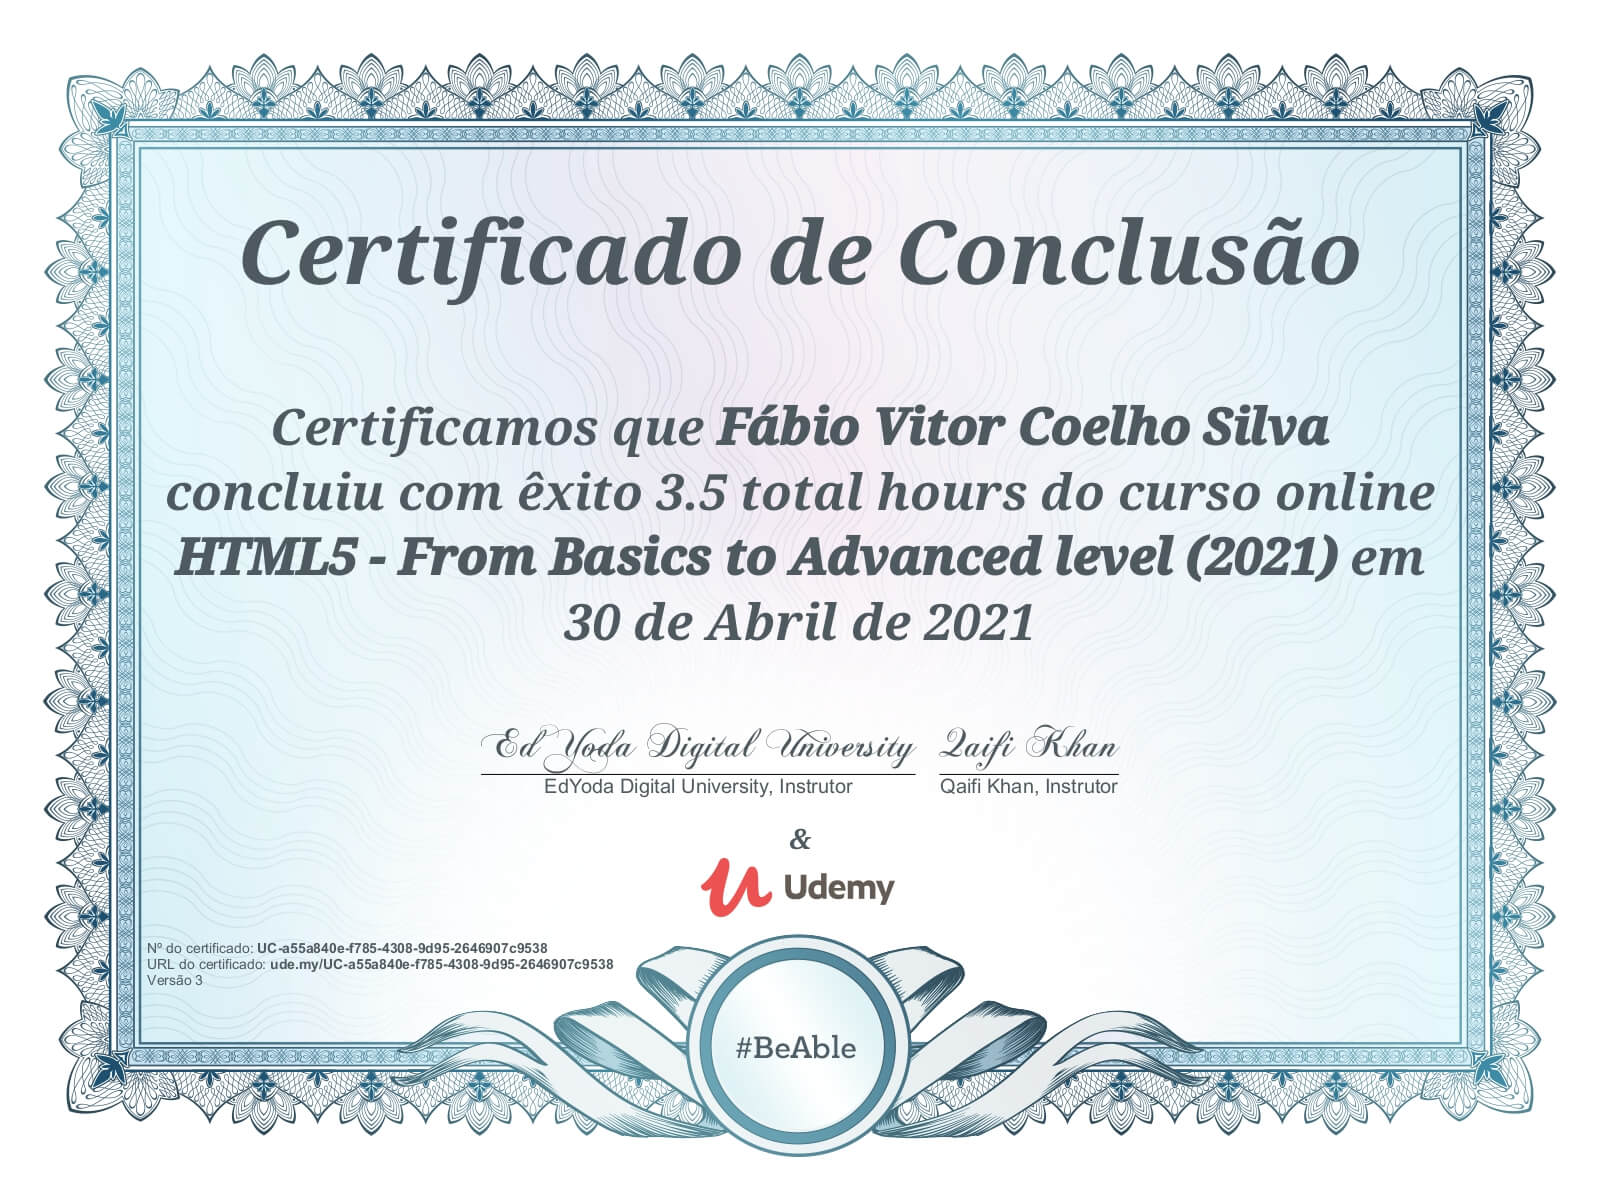 Certificado de Conclusão
Certificamos que Fábio Vitor Coelho Silva
concluiu com êxito 3.5 total hours do curso online
HTML5 - From Basics to Advanced level (2021) em
30 de Abril de 2021
Ed Yoda Digital University Qaifi Khan
EdYoda Digital University, Instrutor Qaifi Khan, Instrutor
&
Udemy
Nº do certificado: UC-a55a840e-f785-4308-9d95-2646907c9538
URL do certificado: ude.my/UC-a55a840e-f785-4308-9d95-2646907c9538
Versão 3
#BeAble